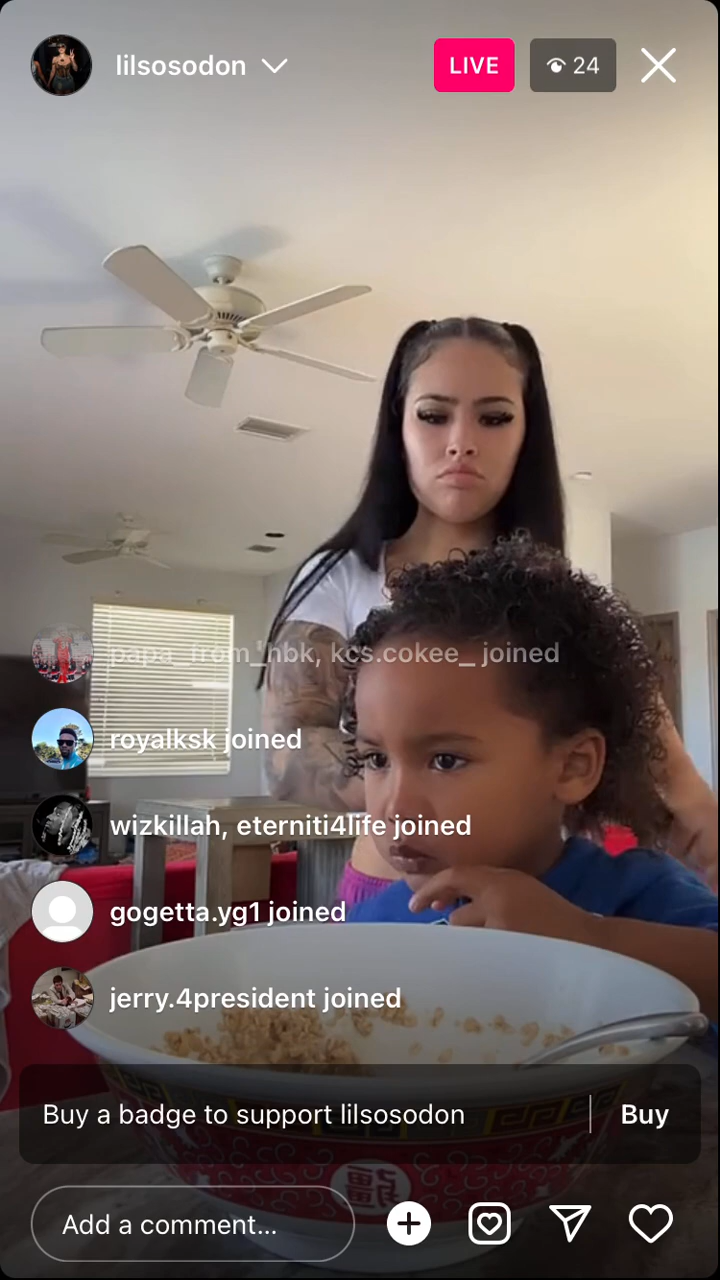 lilsosodon
LIVE
24
papa_from_nbk, kcs.cokee_ joined
royalksk joined
wizkillah, eterniti4life joined
gogetta.yg1 joined
jerry.4president joined
Buy a badge to support lilsosodon
Buy
Add a comment...